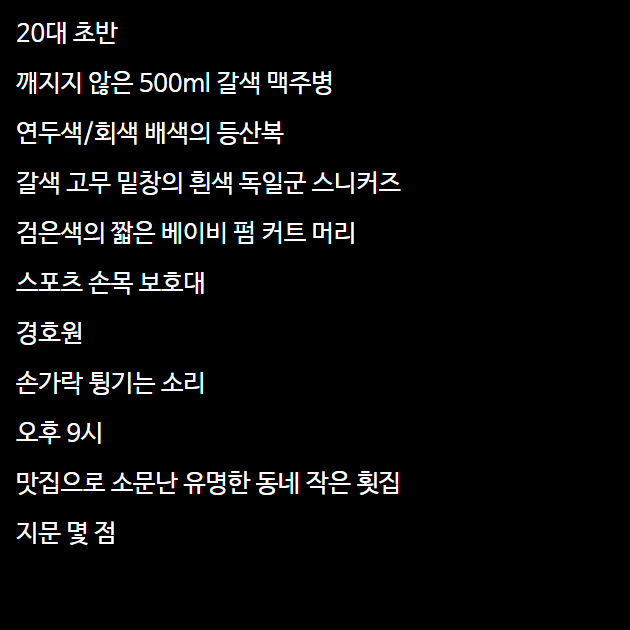 20대 초반
깨지지 않은 500ml 갈색 맥주병
연두색/회색 배색의 등산복
갈색 고무 밑창의 흰색 독일군 스니커즈
검은색의 짧은 베이비 펌 커트 머리
스포츠 손목 보호대
경호원
손가락 튕기는 소리
오후 9시
맛집으로 소문난 유명한 동네 작은 횟집
지문 몇 점